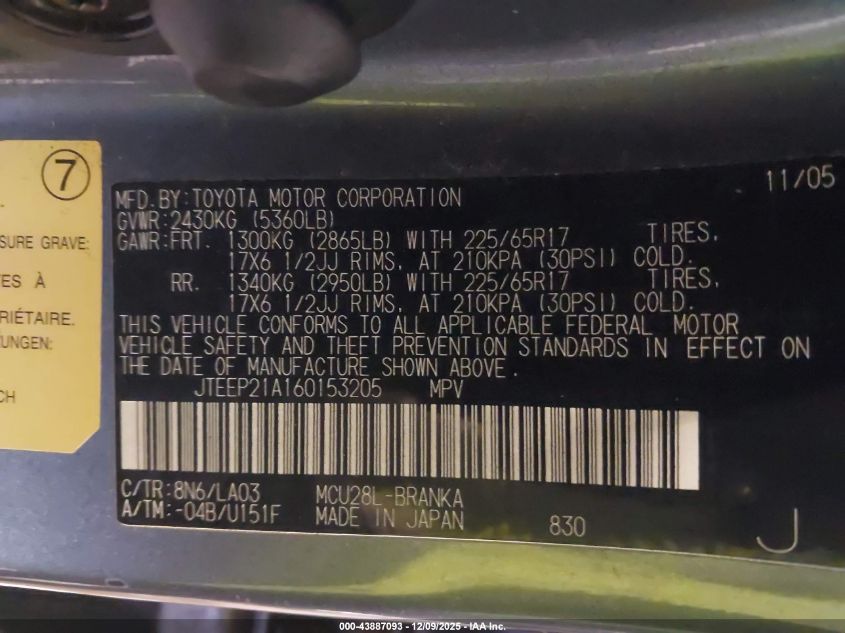 7
SURE GRAVE:
ES À
RIÉTAIRE.
UNGEN:
CH
11/05
MFD.BY:TOYOTA MOTOR CORPORATION
GVWR:2430KG (5360LB)
GAWR:FRT. 1300KG (2865LB) WITH 225/65R17 TIRES,
17X6 1/2JJ RIMS, AT 210KPA (30PSI) COLD.
RR. 1340KG (2950LB) WITH 225/65R17 TIRES,
17X6 1/2JJ RIMS, AT 210KPA (30PSI) COLD.
THIS VEHICLE CONFORMS TO ALL APPLICABLE FEDERAL MOTOR
VEHICLE SAFETY AND THEFT PREVENTION STANDARDS IN EFFECT ON
THE DATE OF MANUFACTURE SHOWN ABOVE.
JTEEP21A160153205 MPV
C/TR:8N6/LA03 MCU28L-BRANKA
A/TM:-04B/U151F MADE IN JAPAN 830
J
000-43887093 - 12/09/2025 - IAA Inc.